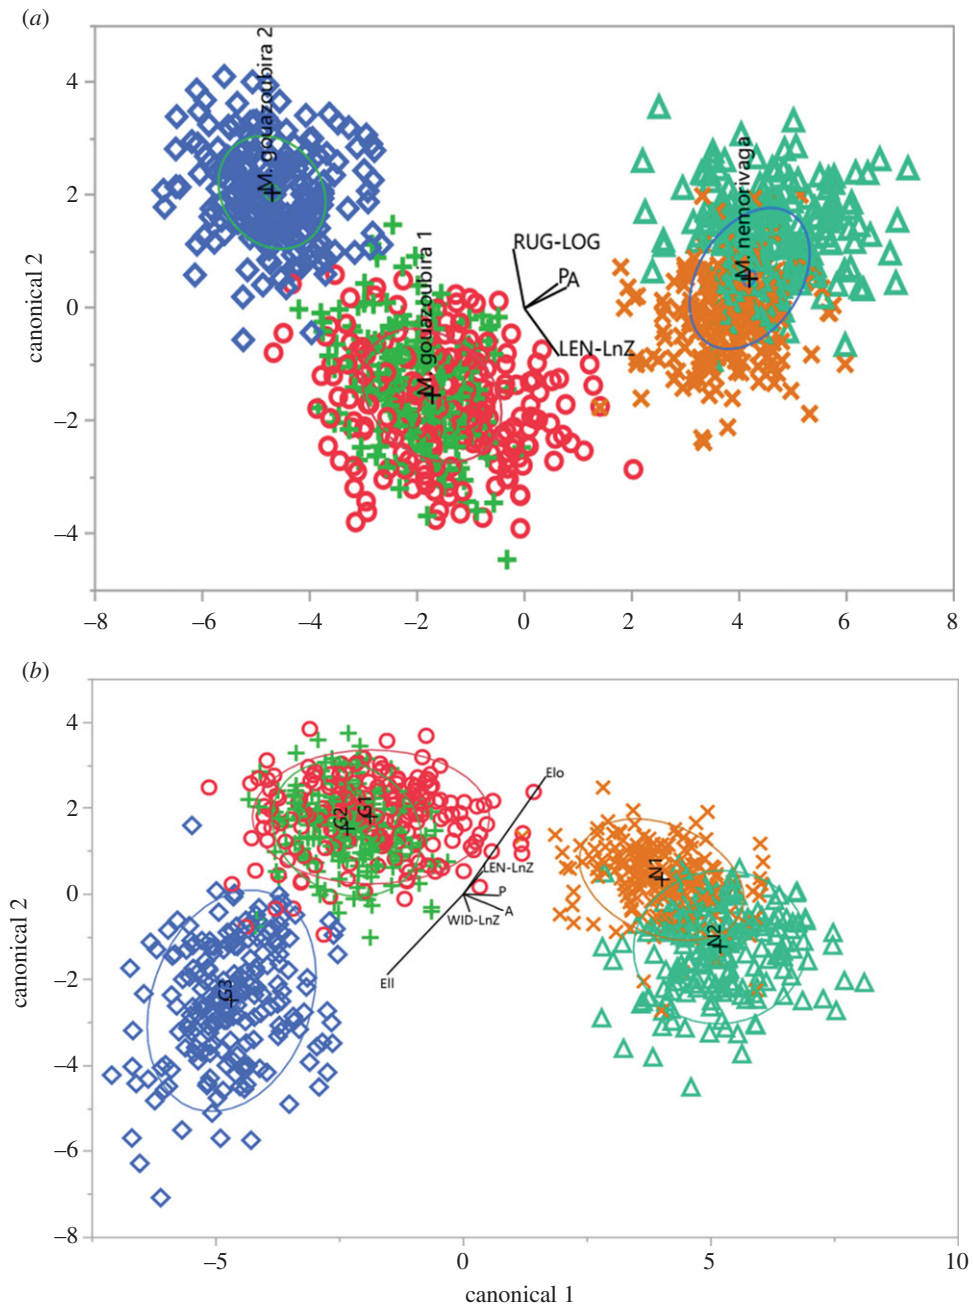 (a)
M. gouazoubira 2
4
M. nemorivaga
2
M. gouazoubira 1
RUG-LOG
PA
canonical 2
0
LEN-LnZ
–2
–4
–8
–6
–4
–2
0
2
4
6
8
(b)
4
Elo
2
G2
G1
LEN-LnZ
N1
0
P
A
WID-LnZ
N2
canonical 2
–2
G3
Ell
–4
–6
–8
–5
0
5
10
canonical 1